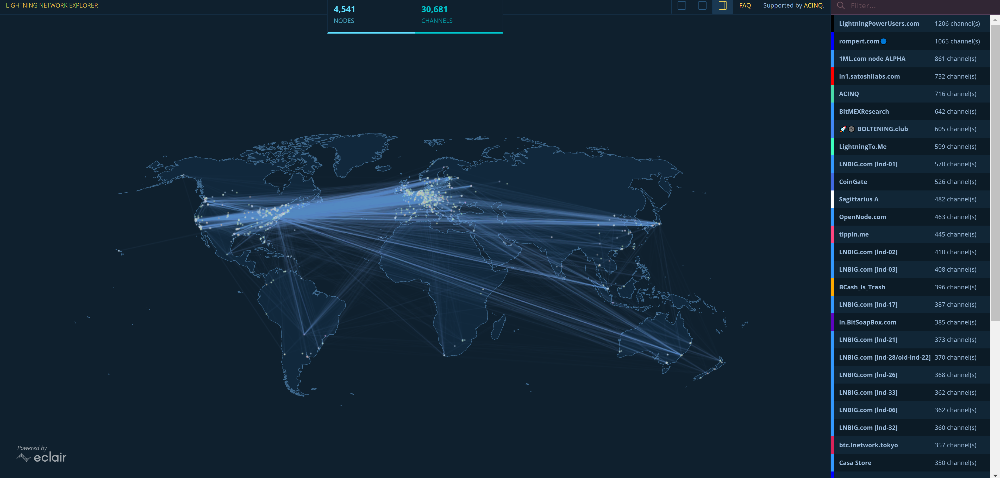 LIGHTNING NETWORK EXPLORER
4,541
NODES
30,681
CHANNELS
FAQ
Supported by ACINQ.
Filter...
LightningPowerUsers.com 1206 channel(s)
rompert.com 1065 channel(s)
1ML.com node ALPHA 861 channel(s)
ln1.satoshilabs.com 732 channel(s)
ACINQ 716 channel(s)
BitMEXResearch 642 channel(s)
🚀 BOLTENING.club 605 channel(s)
LightningTo.Me 599 channel(s)
LNBIG.com [lnd-01] 570 channel(s)
CoinGate 526 channel(s)
Sagittarius A 482 channel(s)
OpenNode.com 463 channel(s)
tippin.me 445 channel(s)
LNBIG.com [lnd-02] 410 channel(s)
LNBIG.com [lnd-03] 408 channel(s)
BCash_Is_Trash 396 channel(s)
LNBIG.com [lnd-17] 387 channel(s)
ln.BitSoapBox.com 385 channel(s)
LNBIG.com [lnd-21] 373 channel(s)
LNBIG.com [lnd-28/old-lnd-22] 370 channel(s)
LNBIG.com [lnd-26] 368 channel(s)
LNBIG.com [lnd-33] 362 channel(s)
LNBIG.com [lnd-06] 362 channel(s)
LNBIG.com [lnd-32] 360 channel(s)
btc.lnetwork.tokyo 357 channel(s)
Casa Store 350 channel(s)
Powered by
eclair